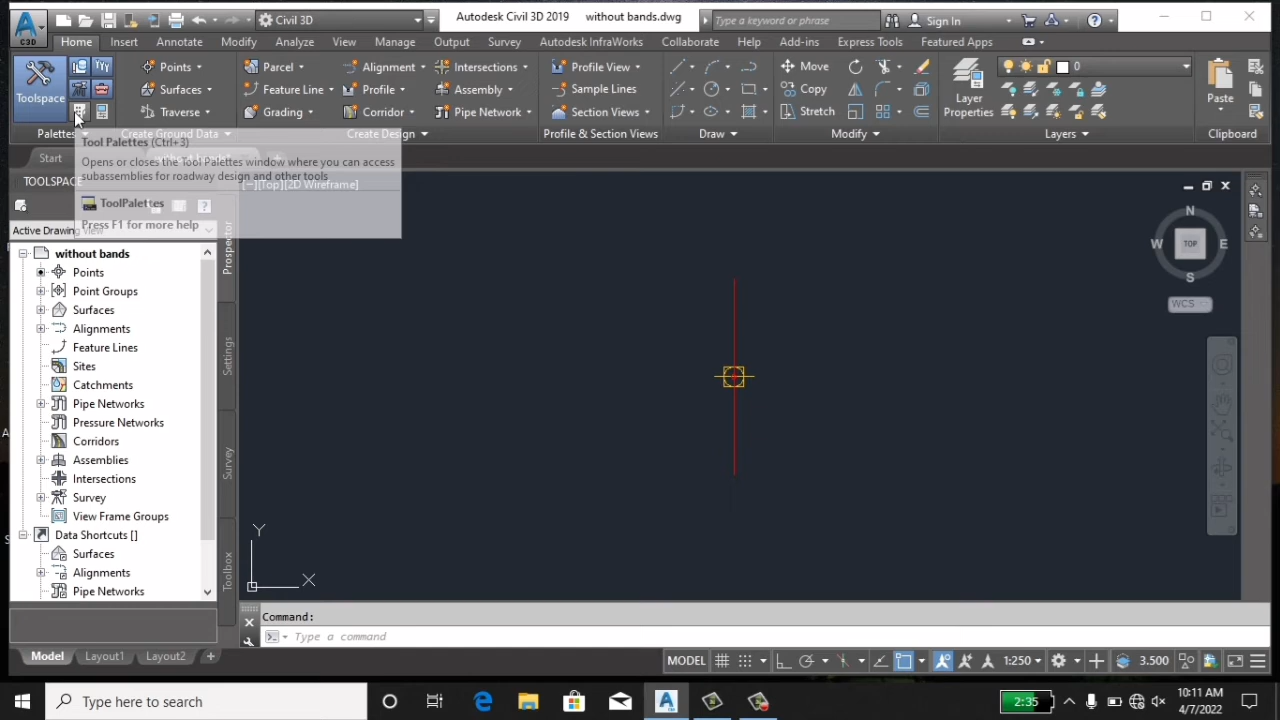 Civil 3D
Autodesk Civil 3D 2019 without bands.dwg
Type a keyword or phrase
Sign In
C3D
Home Insert Annotate Modify Analyze View Manage Output Survey Autodesk InfraWorks Collaborate Help Add-ins Express Tools Featured Apps
Toolspace
Points
Surfaces
Traverse
Parcel
Feature Line
Grading
Alignment
Profile
Corridor
Intersections
Assembly
Pipe Network
Profile View
Sample Lines
Section Views
Move
Copy
Stretch
Layer
Properties
0
Paste
Palettes Create Ground Data Create Design Profile & Section Views Draw Modify Layers Clipboard
Tool Palettes (Ctrl+3)
Opens or closes the Tool Palettes window where you can access
subassemblies for roadway design and other tools
ToolPalettes
Press F1 for more help
Start
TOOLSPACE
[−][Top][2D Wireframe]
Active Drawing View
without bands
Points
Point Groups
Surfaces
Alignments
Feature Lines
Sites
Catchments
Pipe Networks
Pressure Networks
Corridors
Assemblies
Intersections
Survey
View Frame Groups
Data Shortcuts []
Surfaces
Alignments
Pipe Networks
Prospector
Settings
Survey
Toolbox
N
W TOP E
S
WCS
Y
X
Command:
Type a command
Model Layout1 Layout2
MODEL 1:250 3.500
Type here to search
2:35
10:11 AM
4/7/2022